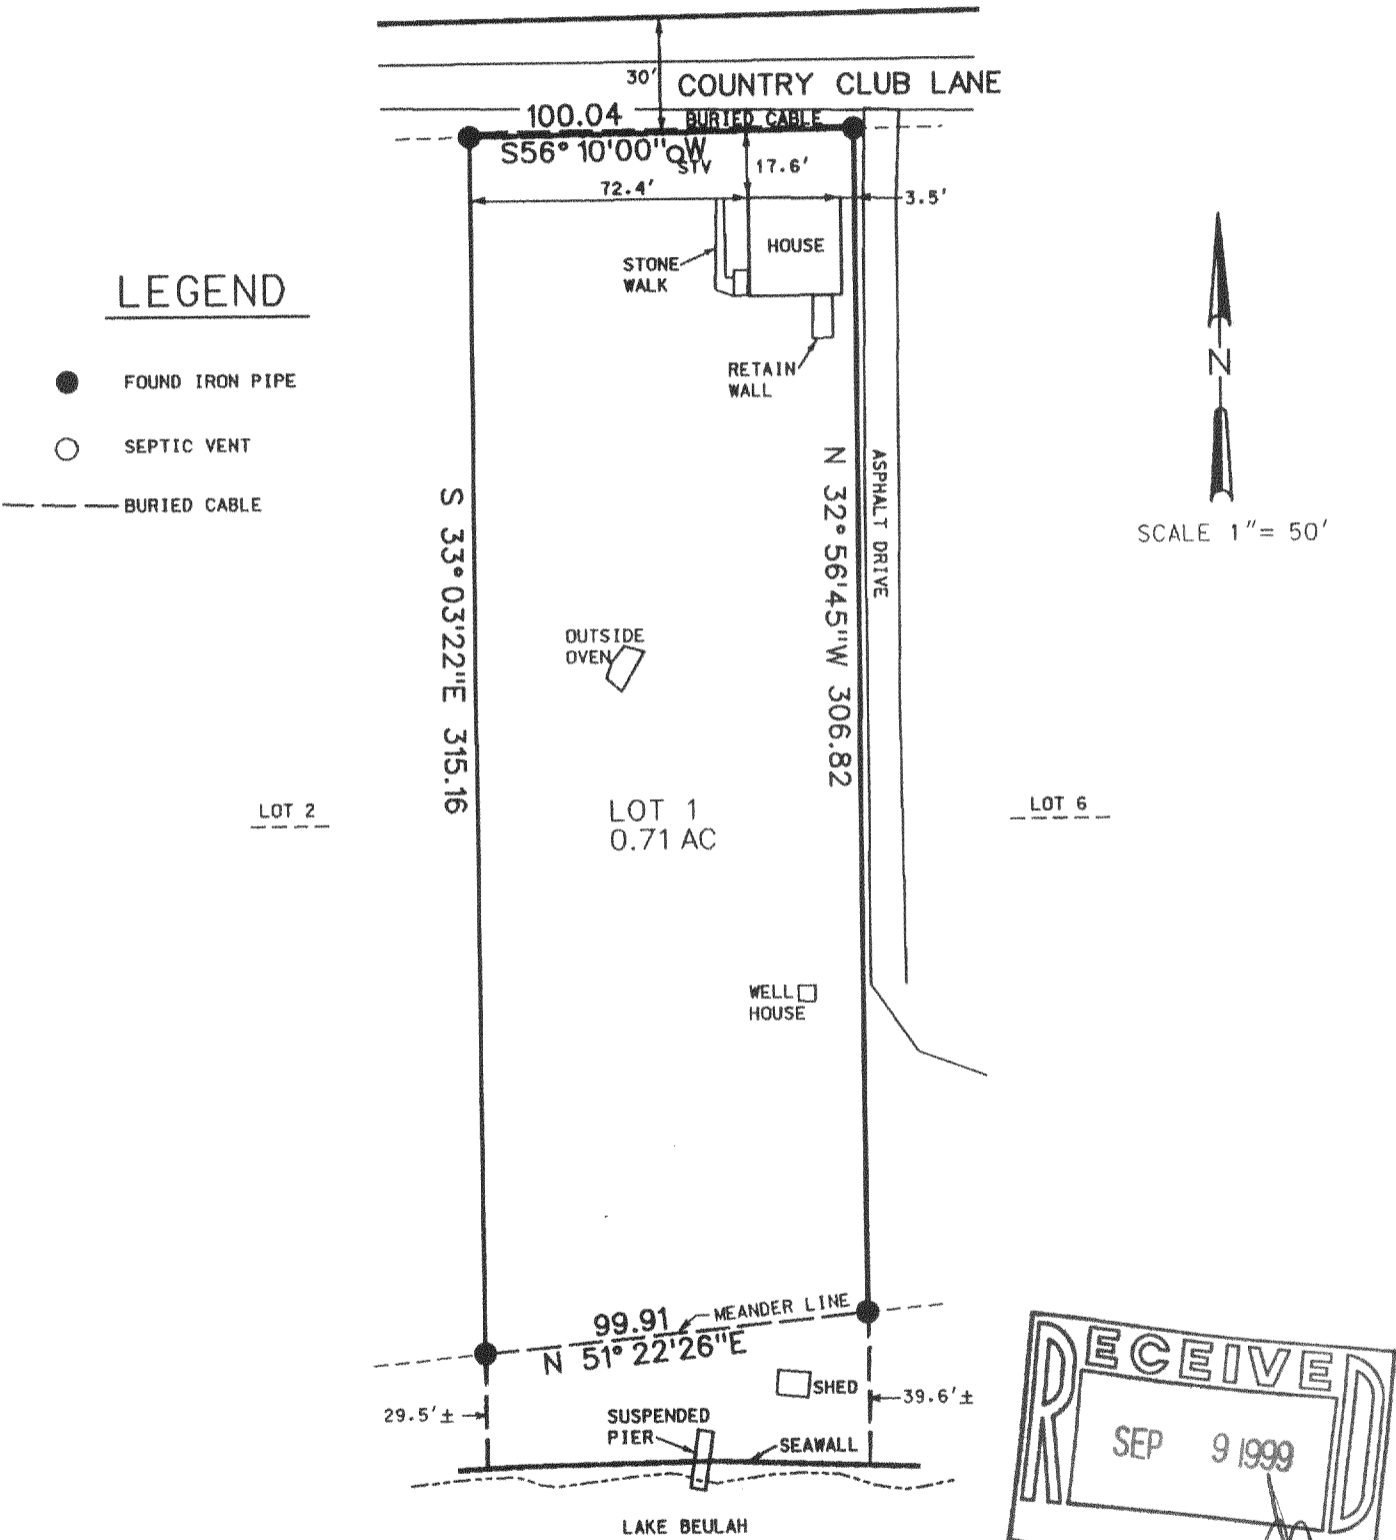 30'
COUNTRY CLUB LANE
100.04
BURIED CABLE
S56° 10'00"W
STV
17.6'
72.4'
3.5'
HOUSE
STONE
WALK
RETAIN
WALL
LEGEND
FOUND IRON PIPE
SEPTIC VENT
BURIED CABLE
N
SCALE 1"= 50'
S 33° 03'22"E 315.16
N 32° 56'45"W 306.82
ASPHALT DRIVE
OUTSIDE
OVEN
LOT 2
LOT 1
0.71 AC
LOT 6
WELL
HOUSE
99.91
MEANDER LINE
N 51° 22'26"E
SHED
29.5'±
39.6'±
SUSPENDED
PIER
SEAWALL
LAKE BEULAH
RECEIVED
SEP 9 1999